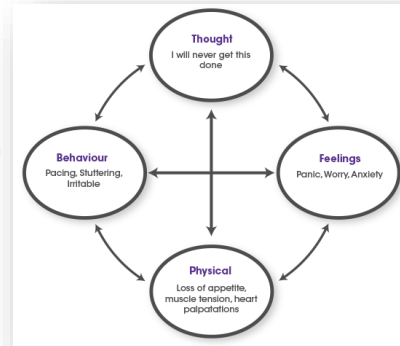 Thought
I will never get this
done
Behaviour
Pacing, Stuttering,
Irritable
Feelings
Panic, Worry, Anxiety
Physical
Loss of appetite,
muscle tension, heart
palpatations